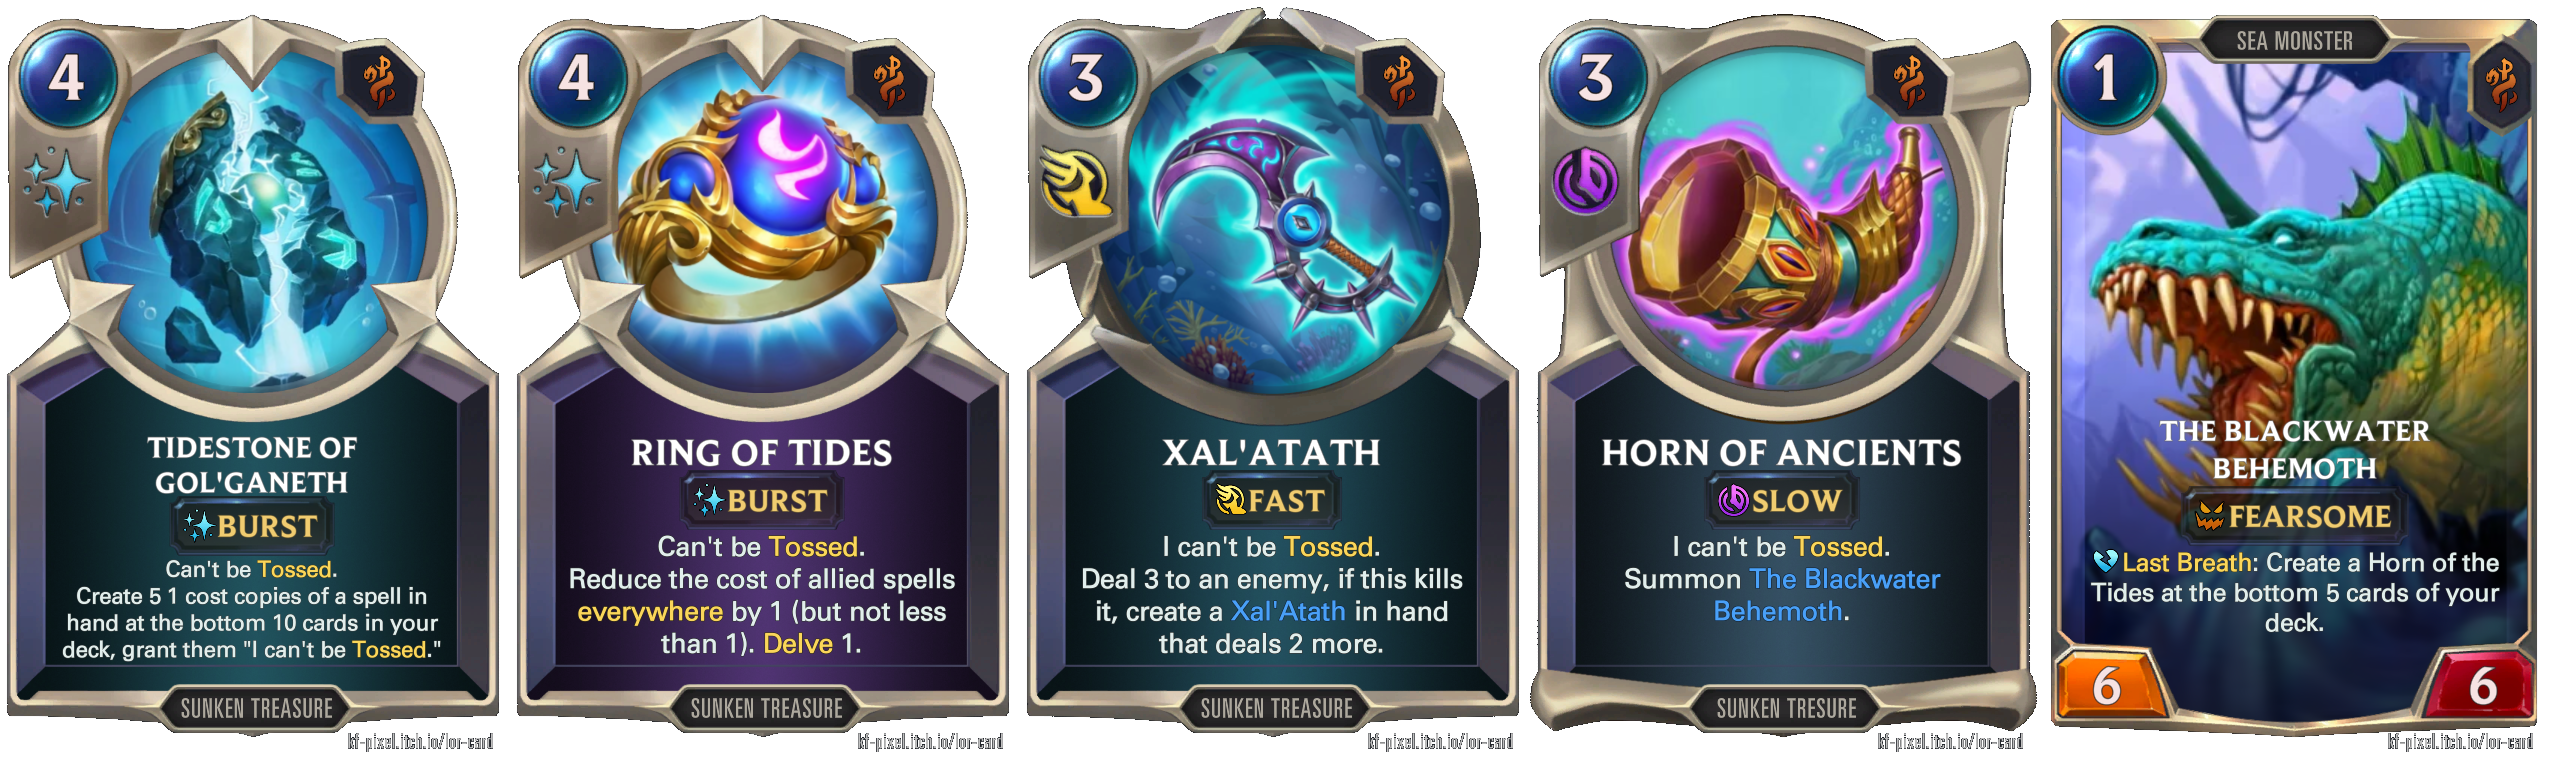 4
TIDESTONE OF
GOL'GANETH
BURST
Can't be Tossed.
Create 5 1 cost copies of a spell in
hand at the bottom 10 cards in your
deck, grant them "I can't be Tossed."
SUNKEN TREASURE
kf-pixel.itch.io/lor-card
4
RING OF TIDES
BURST
Can't be Tossed.
Reduce the cost of allied spells
everywhere by 1 (but not less
than 1). Delve 1.
SUNKEN TREASURE
kf-pixel.itch.io/lor-card
3
XAL'ATATH
FAST
I can't be Tossed.
Deal 3 to an enemy, if this kills
it, create a Xal'Atath in hand
that deals 2 more.
SUNKEN TREASURE
kf-pixel.itch.io/lor-card
3
HORN OF ANCIENTS
SLOW
I can't be Tossed.
Summon The Blackwater
Behemoth.
SUNKEN TRESURE
kf-pixel.itch.io/lor-card
SEA MONSTER
1
THE BLACKWATER
BEHEMOTH
FEARSOME
Last Breath: Create a Horn of the
Tides at the bottom 5 cards of your
deck.
6
6
kf-pixel.itch.io/lor-card